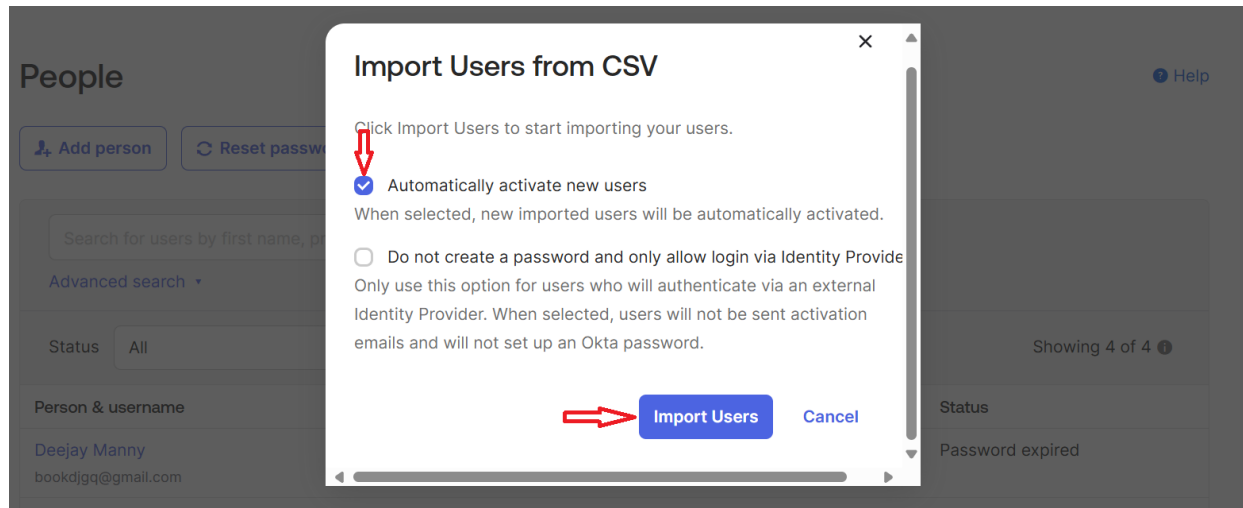 People
Help
Add person
Reset passw
Search for users by first name, pr
Advanced search
Status
All
Showing 4 of 4
Person & username
Status
Deejay Manny
Password expired
bookdjgq@gmail.com
Import Users from CSV
Click Import Users to start importing your users.
Automatically activate new users
When selected, new imported users will be automatically activated.
Do not create a password and only allow login via Identity Provide
Only use this option for users who will authenticate via an external
Identity Provider. When selected, users will not be sent activation
emails and will not set up an Okta password.
Import Users
Cancel